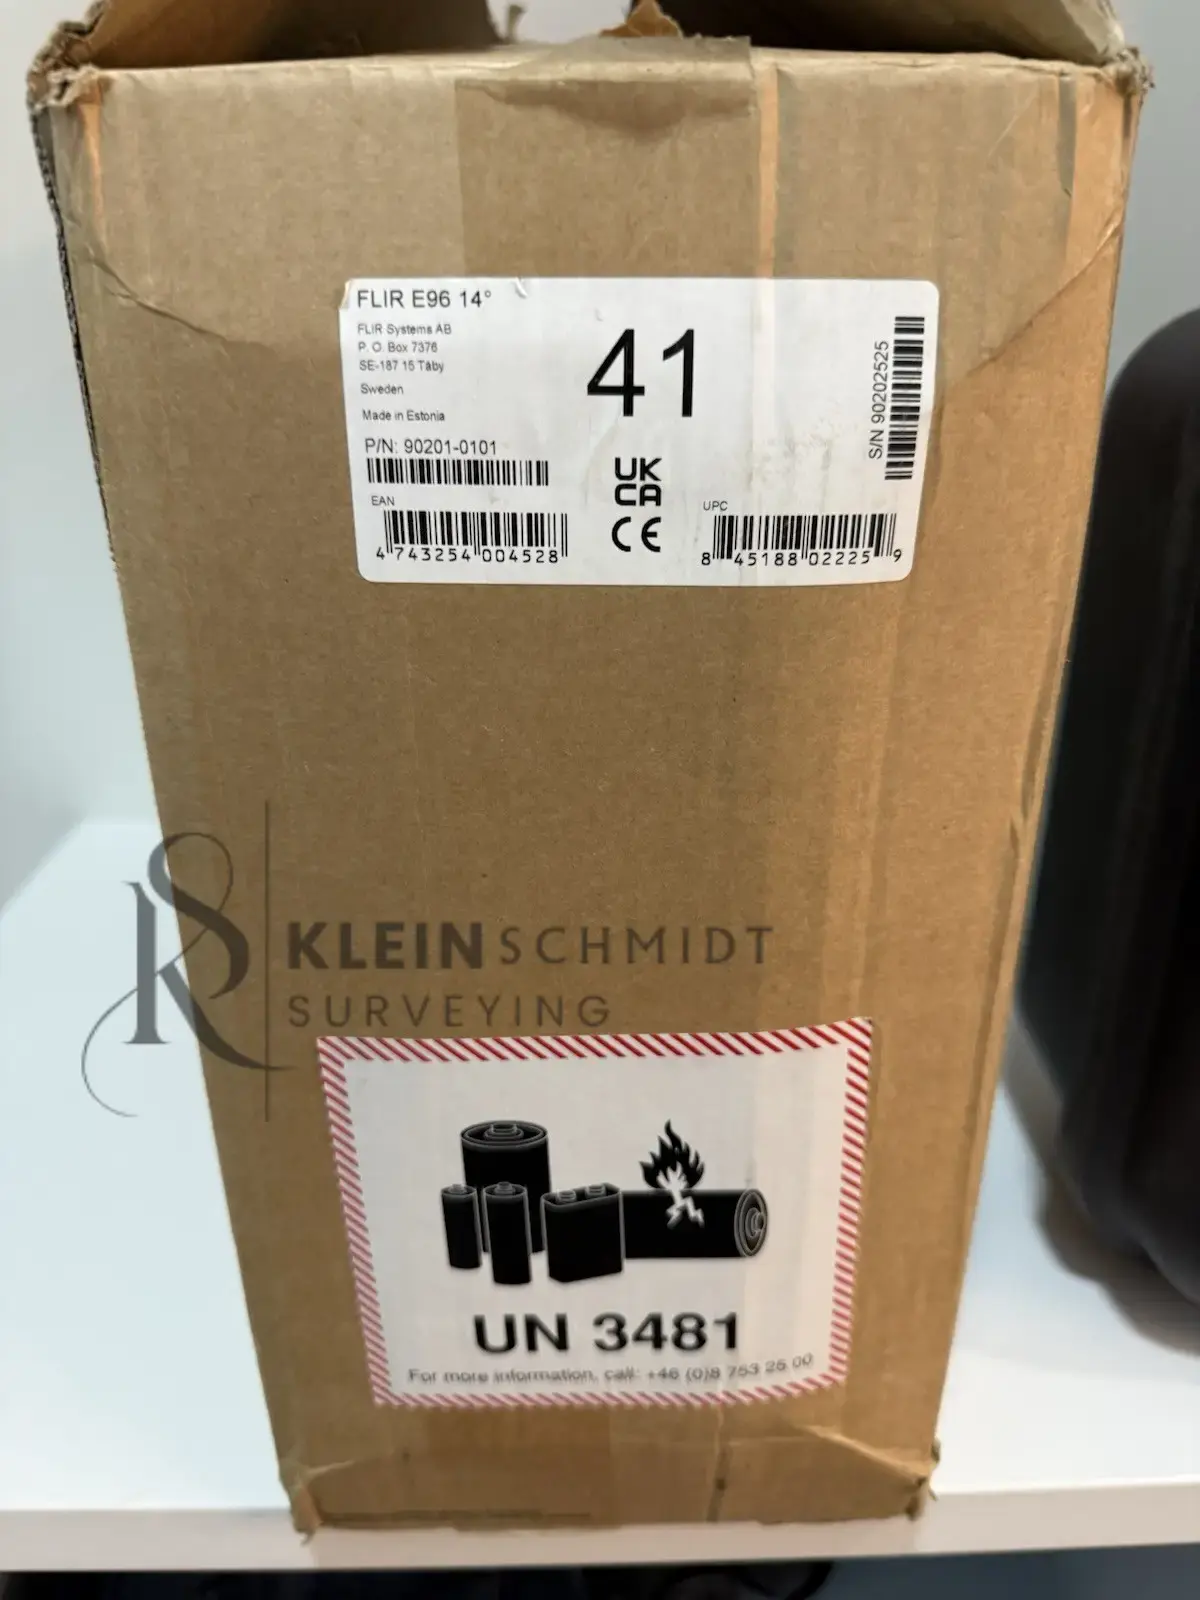 FLIR E96 14°
FLIR Systems AB
P. O. Box 7376
SE-187 15 Täby
Sweden
Made in Estonia
P/N: 90201-0101
EAN
4 743254 004528
41
UK
CA
CE
S/N 90202525
UPC
8 45188 02225 9
KS
KLEINSCHMIDT
SURVEYING
UN 3481
For more information, call: +46 (0)8 753 25 00